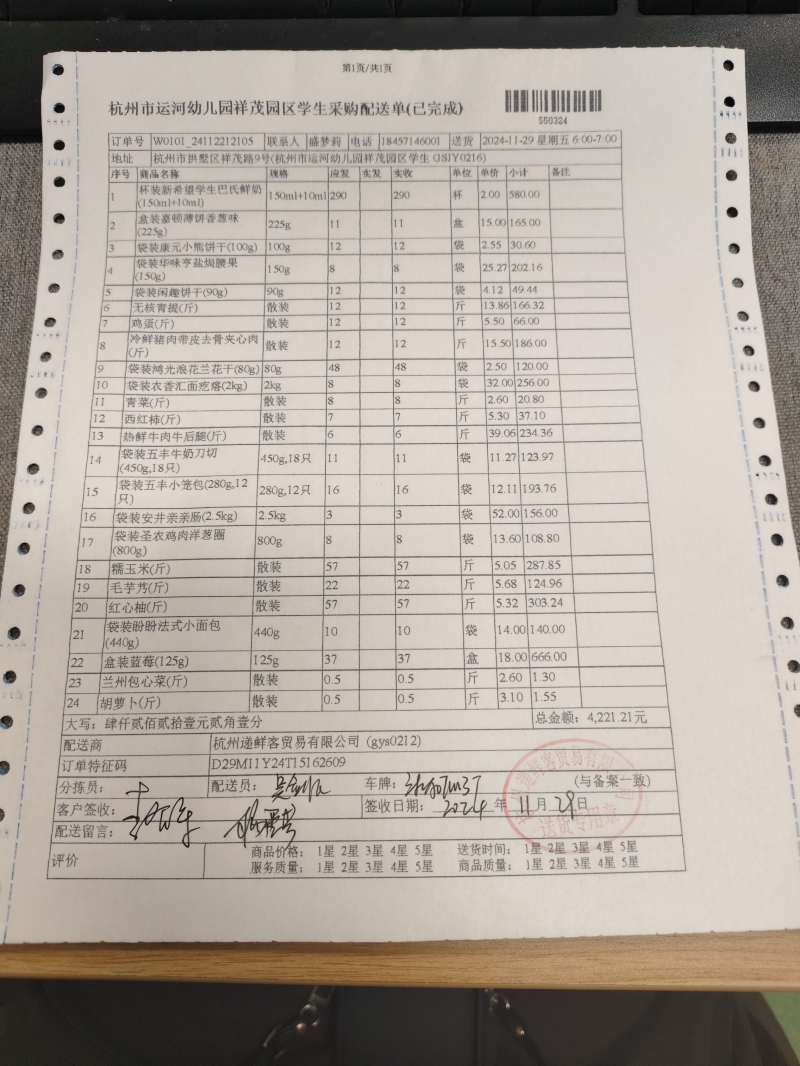 第1页/共1页
杭州市运河幼儿园祥茂园区学生采购配送单(已完成)
560324
订单号 W0101_24112212105 联系人 盛梦莉 电话 18457146001 送货 2024-11-29 星期五 6:00-7:00
地址 杭州市拱墅区祥茂路9号(杭州市运河幼儿园祥茂园区学生 GSJY0216)
序号 商品名称 规格 应发 实发 实收 单位 单价 小计 备注
1 杯装新希望学生巴氏鲜奶(150ml+10ml) 150ml+10ml 290 290 杯 2.00 580.00
2 盒装嘉顿薄饼香葱味(225g) 225g 11 11 盒 15.00 165.00
3 袋装康元小熊饼干(100g) 100g 12 12 袋 2.55 30.60
4 袋装华味亨盐焗腰果(150g) 150g 8 8 袋 25.27 202.16
5 袋装闲趣饼干(90g) 90g 12 12 袋 4.12 49.44
6 无核青提(斤) 散装 12 12 斤 13.86 166.32
7 鸡蛋(斤) 散装 12 12 斤 5.50 66.00
8 冷鲜猪肉带皮去骨夹心肉(斤) 散装 12 12 斤 15.50 186.00
9 袋装鸿光浪花兰花干(80g) 80g 48 48 袋 2.50 120.00
10 袋装农香汇面疙瘩(2kg) 2kg 8 8 袋 32.00 256.00
11 青菜(斤) 散装 8 8 斤 2.60 20.80
12 西红柿(斤) 散装 7 7 斤 5.30 37.10
13 热鲜牛肉牛后腿(斤) 散装 6 6 斤 39.06 234.36
14 袋装五丰牛奶刀切(450g,18只) 450g,18只 11 11 袋 11.27 123.97
15 袋装五丰小笼包(280g,12只) 280g,12只 16 16 袋 12.11 193.76
16 袋装安井亲亲肠(2.5kg) 2.5kg 3 3 袋 52.00 156.00
17 袋装圣农鸡肉洋葱圈(800g) 800g 8 8 袋 13.60 108.80
18 糯玉米(斤) 散装 57 57 斤 5.05 287.85
19 毛芋艿(斤) 散装 22 22 斤 5.68 124.96
20 红心柚(斤) 散装 57 57 斤 5.32 303.24
21 袋装盼盼法式小面包(440g) 440g 10 10 袋 14.00 140.00
22 盒装蓝莓(125g) 125g 37 37 盒 18.00 666.00
23 兰州包心菜(斤) 散装 0.5 0.5 斤 2.60 1.30
24 胡萝卜(斤) 散装 0.5 0.5 斤 3.10 1.55
大写：肆仟贰佰贰拾壹元贰角壹分 总金额：4,221.21元
配送商 杭州递鲜客贸易有限公司 (gys0212)
订单特征码 D29M11Y24T15162609
分拣员： 配送员： 车牌： (与备案一致)
客户签收： 签收日期： 2024 年 11 月 29 日
配送留言：
送货专用章
评价 商品价格： 1星 2星 3星 4星 5星 送货时间： 1星 2星 3星 4星 5星
服务质量： 1星 2星 3星 4星 5星 商品质量： 1星 2星 3星 4星 5星